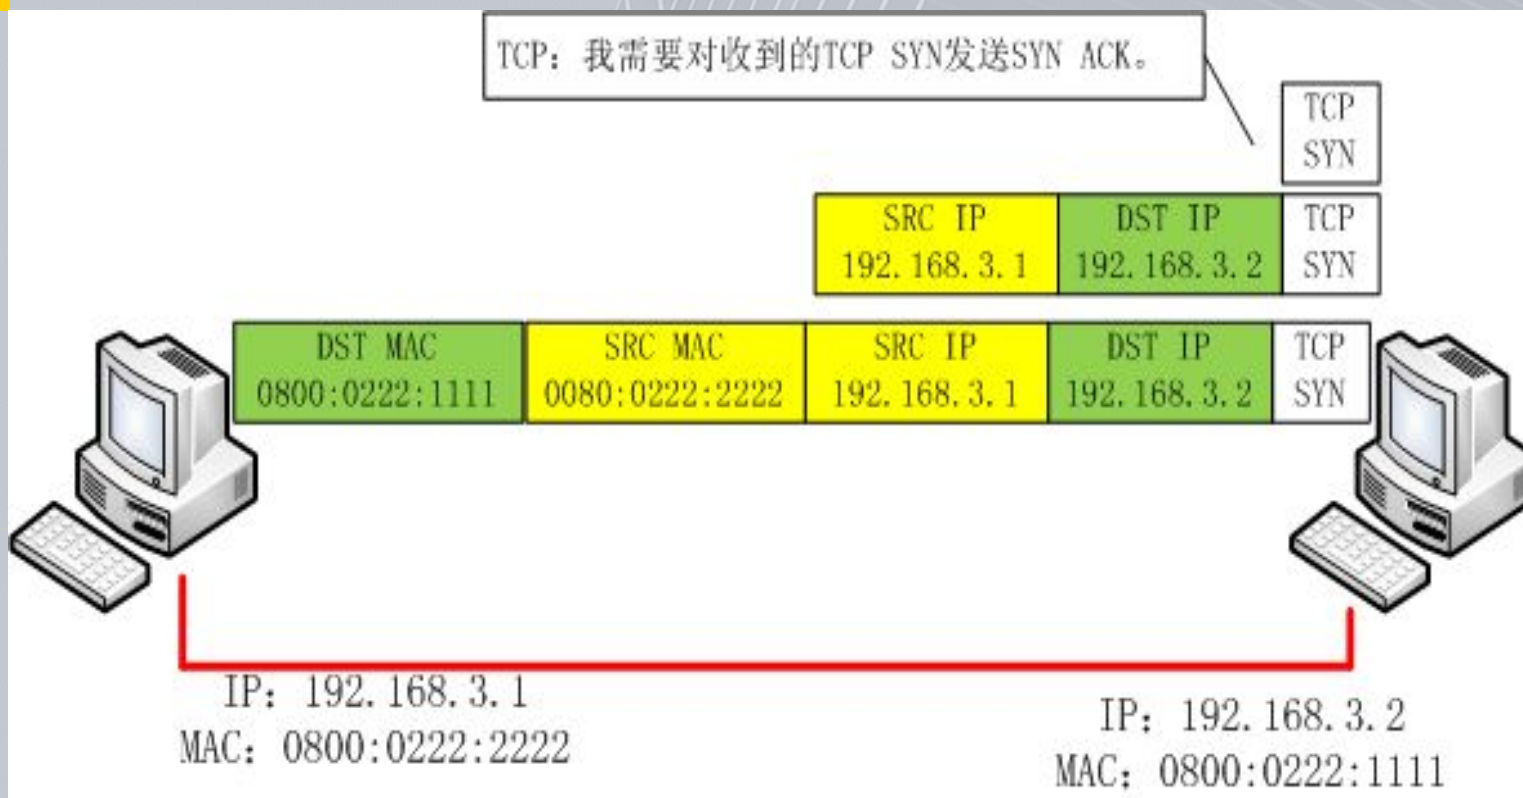 TCP：我需要对收到的TCP SYN发送SYN ACK。
TCP
SYN
SRC IP
192.168.3.1
DST IP
192.168.3.2
TCP
SYN
DST MAC
0800:0222:1111
SRC MAC
0080:0222:2222
SRC IP
192.168.3.1
DST IP
192.168.3.2
TCP
SYN
IP：192.168.3.1
MAC：0800:0222:2222
IP：192.168.3.2
MAC：0800:0222:1111